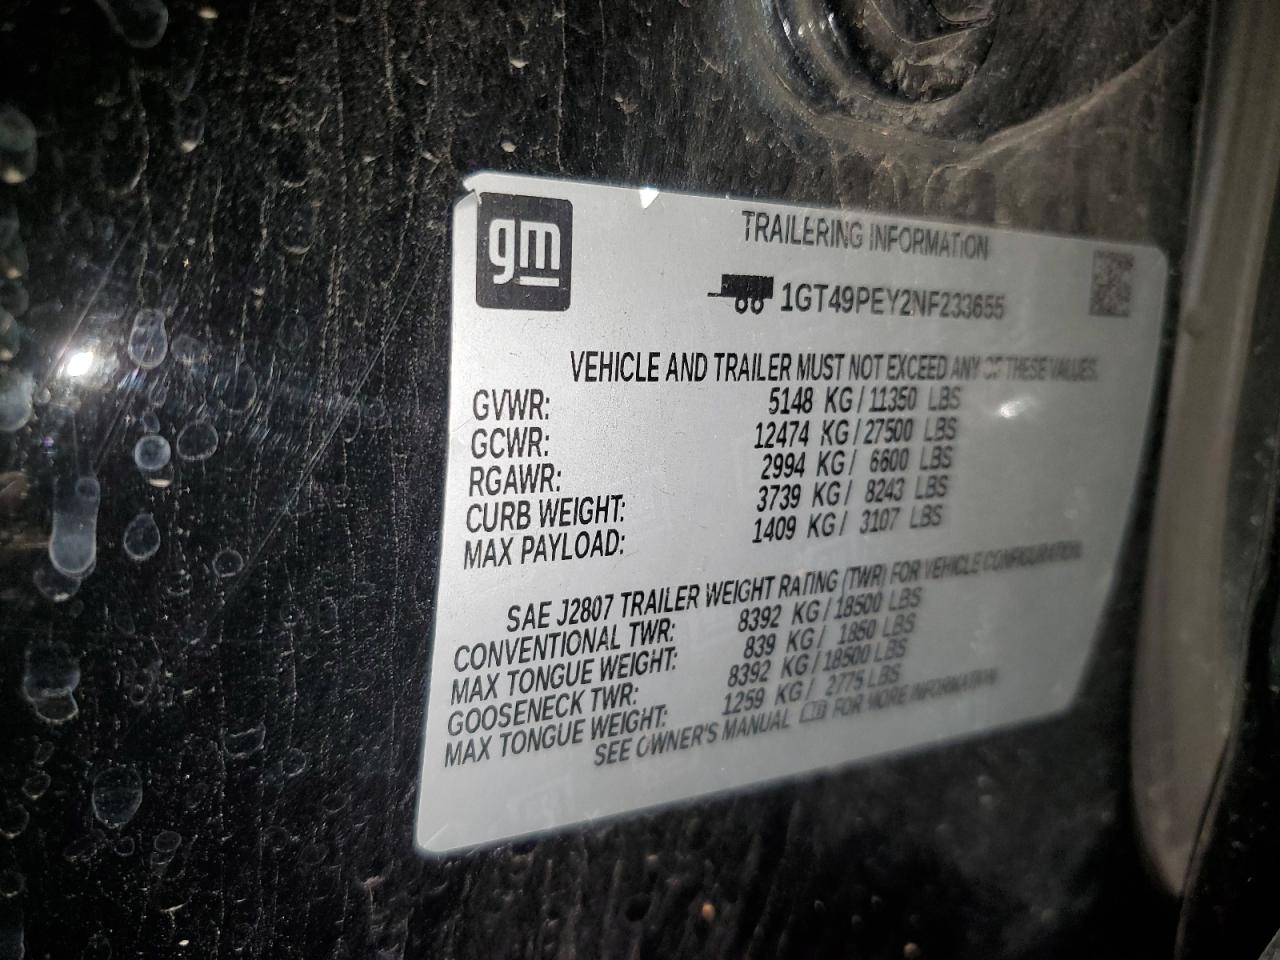 gm
TRAILERING INFORMATION
1GT49PEY2NF233655
VEHICLE AND TRAILER MUST NOT EXCEED ANY OF THESE VALUES.
GVWR: 5148 KG / 11350 LBS
GCWR: 12474 KG / 27500 LBS
RGAWR: 2994 KG / 6600 LBS
CURB WEIGHT: 3739 KG / 8243 LBS
MAX PAYLOAD: 1409 KG / 3107 LBS
SAE J2807 TRAILER WEIGHT RATING (TWR) FOR VEHICLE CONFIGURATION.
CONVENTIONAL TWR: 8392 KG / 18500 LBS
MAX TONGUE WEIGHT: 839 KG / 1850 LBS
GOOSENECK TWR: 8392 KG / 18500 LBS
MAX TONGUE WEIGHT: 1259 KG / 2775 LBS
SEE OWNER'S MANUAL FOR MORE INFORMATION